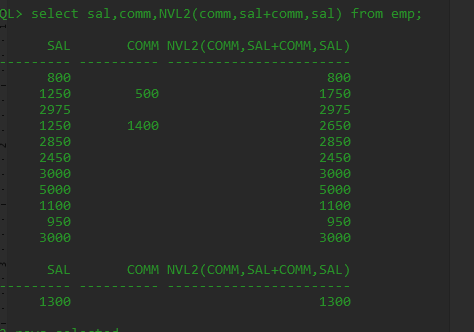 QL> select sal,comm,NVL2(comm,sal+comm,sal) from emp;
SAL COMM NVL2(COMM,SAL+COMM,SAL)
--------- ---------- -----------------------
800 800
1250 500 1750
2975 2975
1250 1400 2650
2850 2850
2450 2450
3000 3000
5000 5000
1100 1100
950 950
3000 3000
SAL COMM NVL2(COMM,SAL+COMM,SAL)
--------- ---------- -----------------------
1300 1300
rows selected